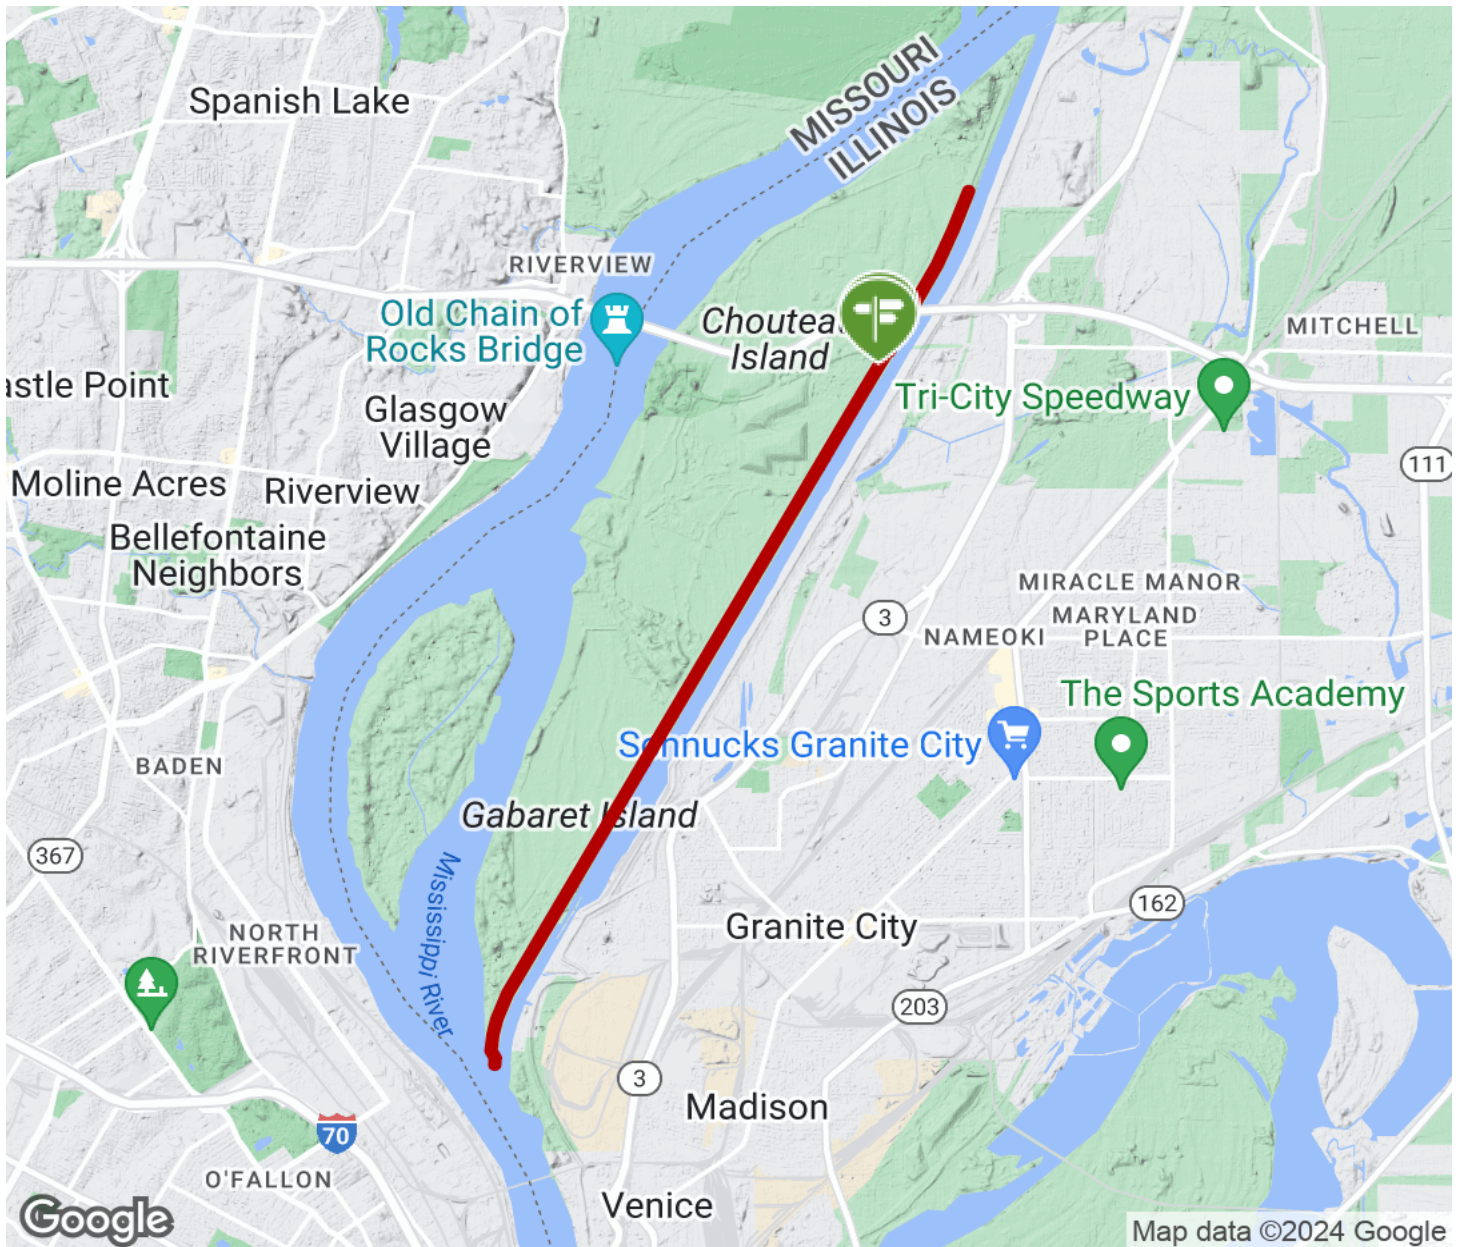 Spanish Lake
MISSOURI
ILLINOIS
RIVERVIEW
Old Chain of
Rocks Bridge
Choutea
Island
MITCHELL
astle Point
Glasgow
Village
Tri-City Speedway
111
Moline Acres
Riverview
Bellefontaine
Neighbors
MIRACLE MANOR
MARYLAND
PLACE
3
NAMEOKI
The Sports Academy
Schnucks Granite City
BADEN
Gabaret Island
367
Mississippi River
162
Granite City
NORTH
RIVERFRONT
203
3
Madison
70
O'FALLON
Venice
Google
Map data ©2024 Google